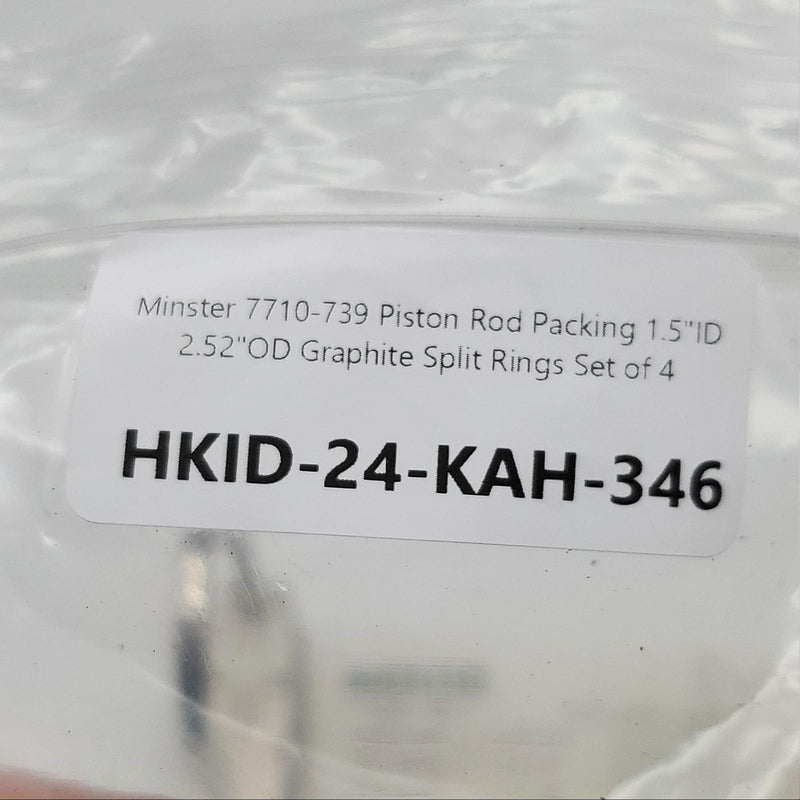 Minster 7710-739 Piston Rod Packing 1.5"ID
2.52"OD Graphite Split Rings Set of 4
HKID-24-KAH-346